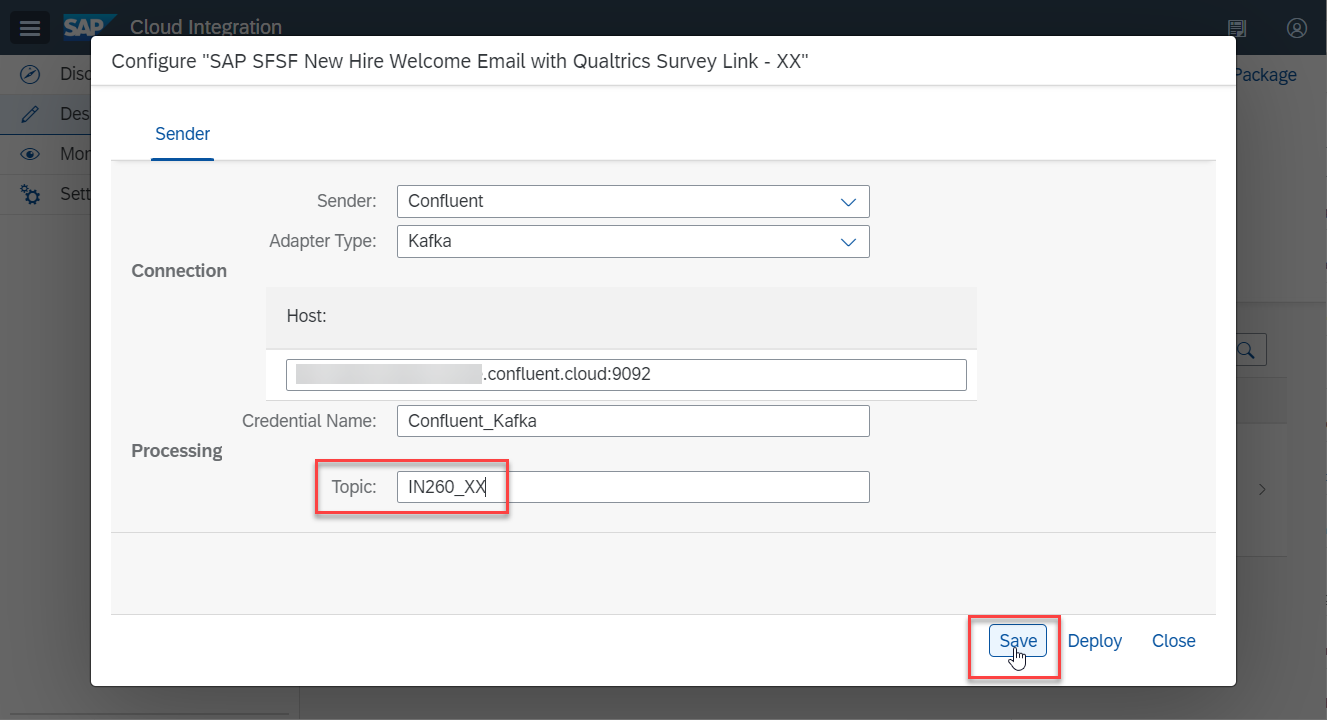 SAP Cloud Integration
Configure "SAP SFSF New Hire Welcome Email with Qualtrics Survey Link - XX"
Disc
Package
Des
Mon
Sett
Sender
Sender: Confluent
Adapter Type: Kafka
Connection
Host:
.confluent.cloud:9092
Credential Name: Confluent_Kafka
Processing
Topic: IN260_XX
Save Deploy Close